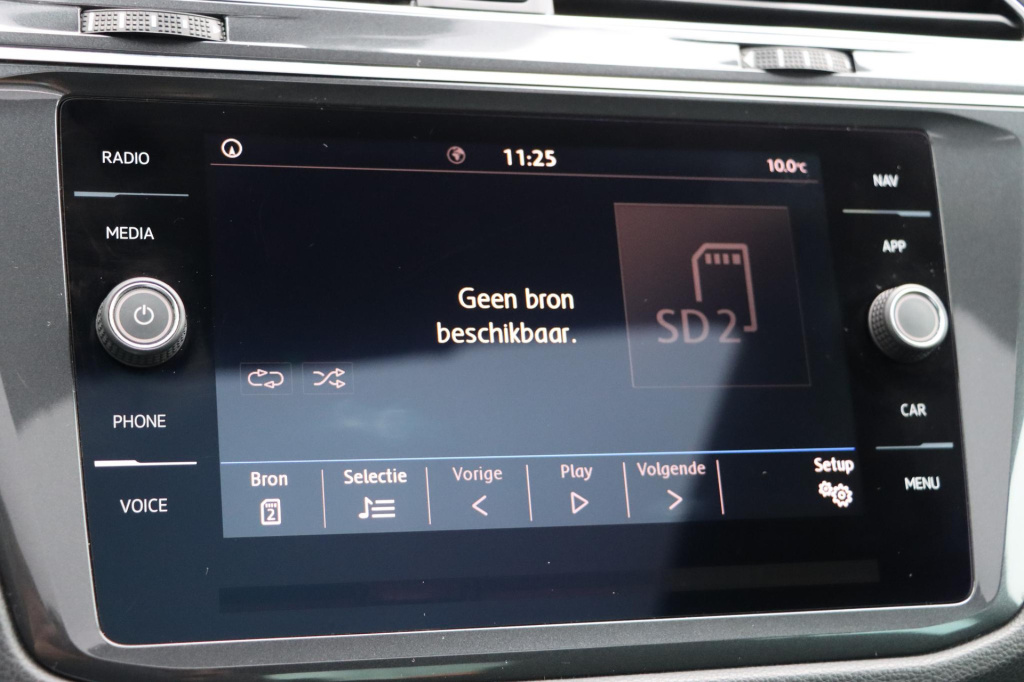 RADIO
MEDIA
PHONE
VOICE
11:25
10.0°C
Geen bron
beschikbaar.
SD 2
Bron
2
Selectie
Vorige
Play
Volgende
Setup
NAV
APP
CAR
MENU